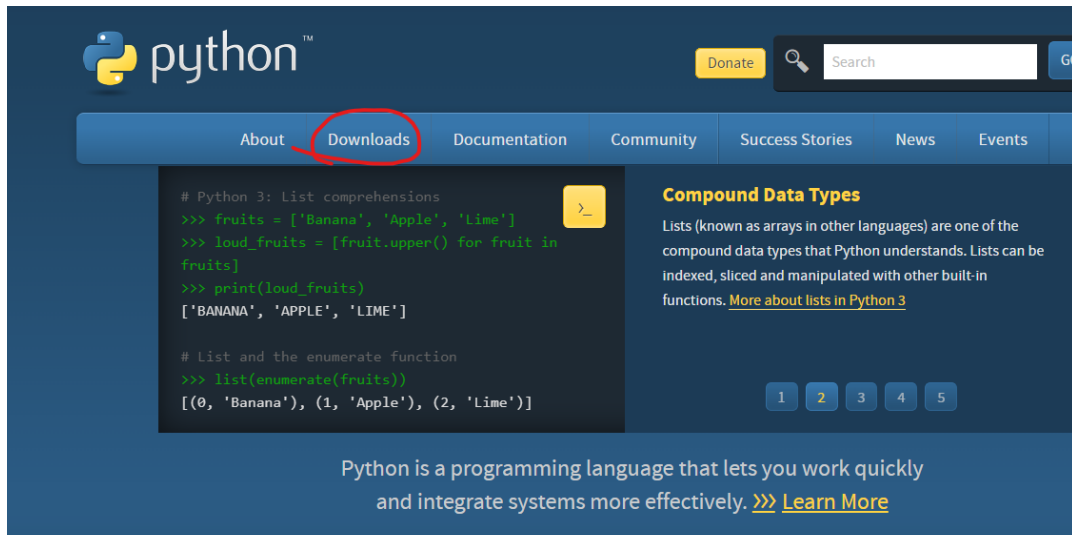 python™
Donate
Search
About Downloads Documentation Community Success Stories News Events
# Python 3: List comprehensions
>>> fruits = ['Banana', 'Apple', 'Lime']
>>> loud_fruits = [fruit.upper() for fruit in
fruits]
>>> print(loud_fruits)
['BANANA', 'APPLE', 'LIME']
# List and the enumerate function
>>> list(enumerate(fruits))
[(0, 'Banana'), (1, 'Apple'), (2, 'Lime')]
>_
Compound Data Types
Lists (known as arrays in other languages) are one of the
compound data types that Python understands. Lists can be
indexed, sliced and manipulated with other built-in
functions. More about lists in Python 3
1 2 3 4 5
Python is a programming language that lets you work quickly
and integrate systems more effectively. >>> Learn More